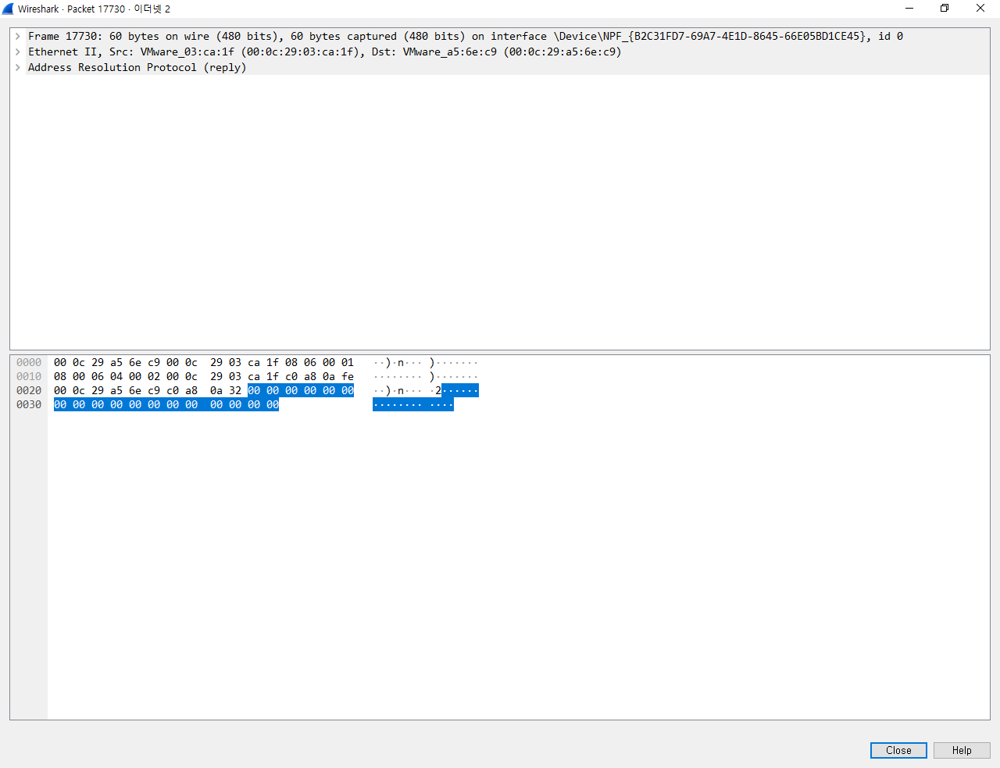 Wireshark · Packet 17730 · 이더넷 2
Frame 17730: 60 bytes on wire (480 bits), 60 bytes captured (480 bits) on interface \Device\NPF_{B2C31FD7-69A7-4E1D-8645-66E05BD1CE45}, id 0
Ethernet II, Src: VMware_03:ca:1f (00:0c:29:03:ca:1f), Dst: VMware_a5:6e:c9 (00:0c:29:a5:6e:c9)
Address Resolution Protocol (reply)
0000 00 0c 29 a5 6e c9 00 0c 29 03 ca 1f 08 06 00 01 ··)·n··· )·······
0010 08 00 06 04 00 02 00 0c 29 03 ca 1f c0 a8 0a fe ········ )·······
0020 00 0c 29 a5 6e c9 c0 a8 0a 32 00 00 00 00 00 00 ··)·n··· ·2······
0030 00 00 00 00 00 00 00 00 00 00 00 00 ········ ····
Close Help